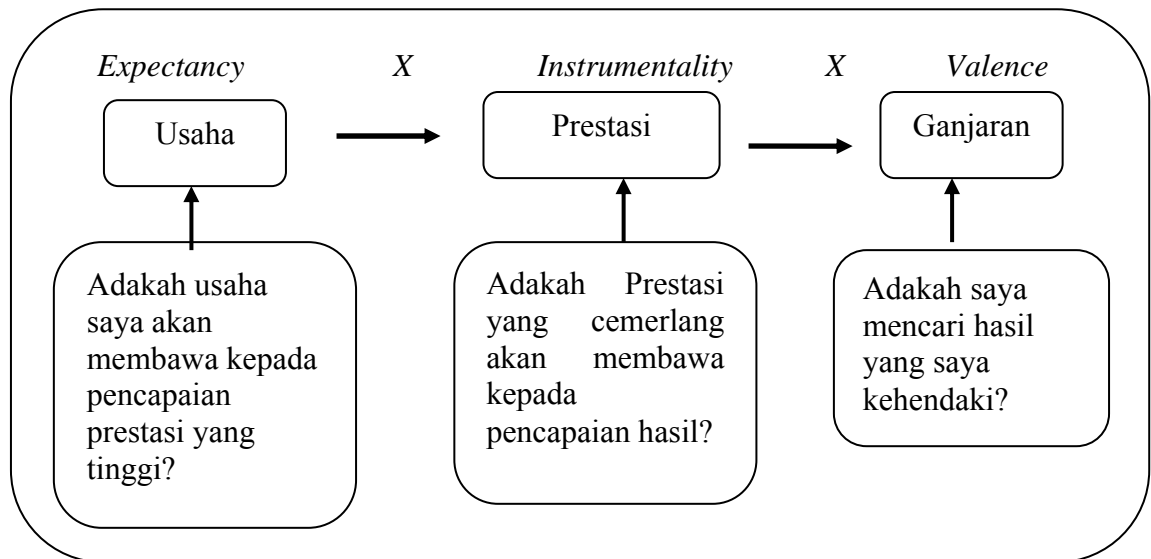 Expectancy X Instrumentality X Valence
Usaha
Prestasi
Ganjaran
Adakah usaha
saya akan
membawa kepada
pencapaian
prestasi yang
tinggi?
Adakah Prestasi
yang cemerlang
akan membawa
kepada
pencapaian hasil?
Adakah saya
mencari hasil
yang saya
kehendaki?